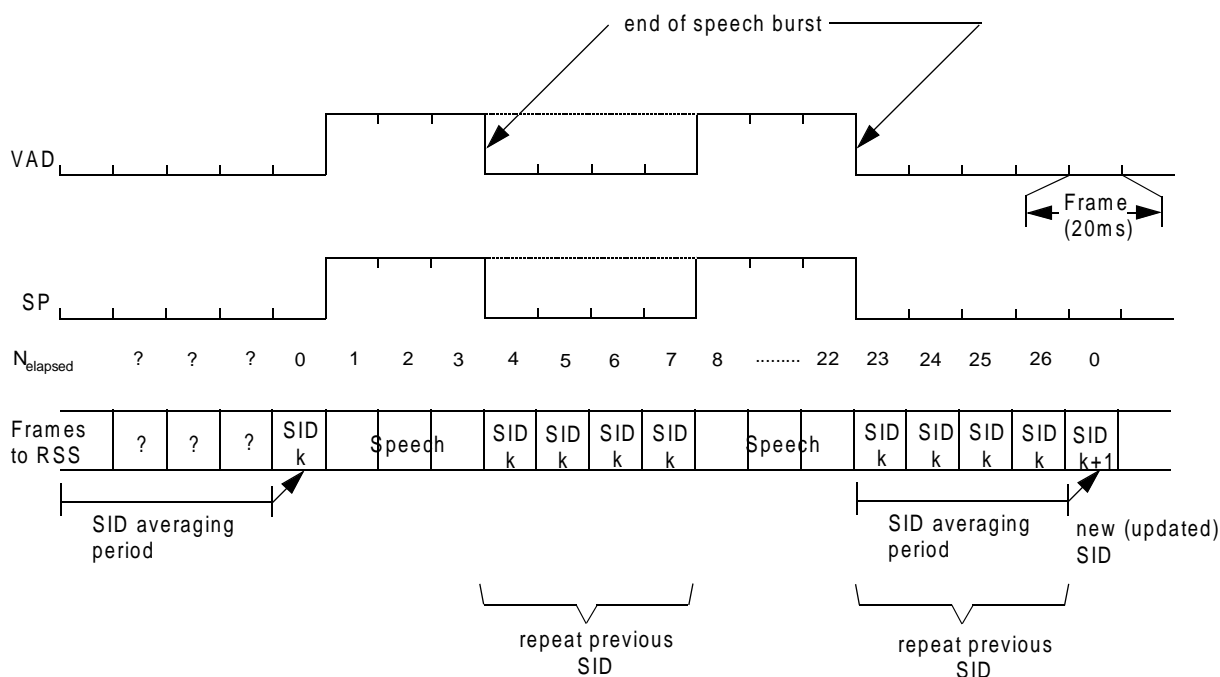 end of speech burst
VAD
Frame
(20ms)
SP
Nelapsed ? ? ? 0 1 2 3 4 5 6 7 8 ......... 22 23 24 25 26 0
Frames
to RSS
? ? ? SID
k Speech SID
k SID
k SID
k SID
k Speech SID
k SID
k SID
k SID
k SID
k+1
SID averaging
period
SID averaging
period
new (updated)
SID
repeat previous
SID
repeat previous
SID